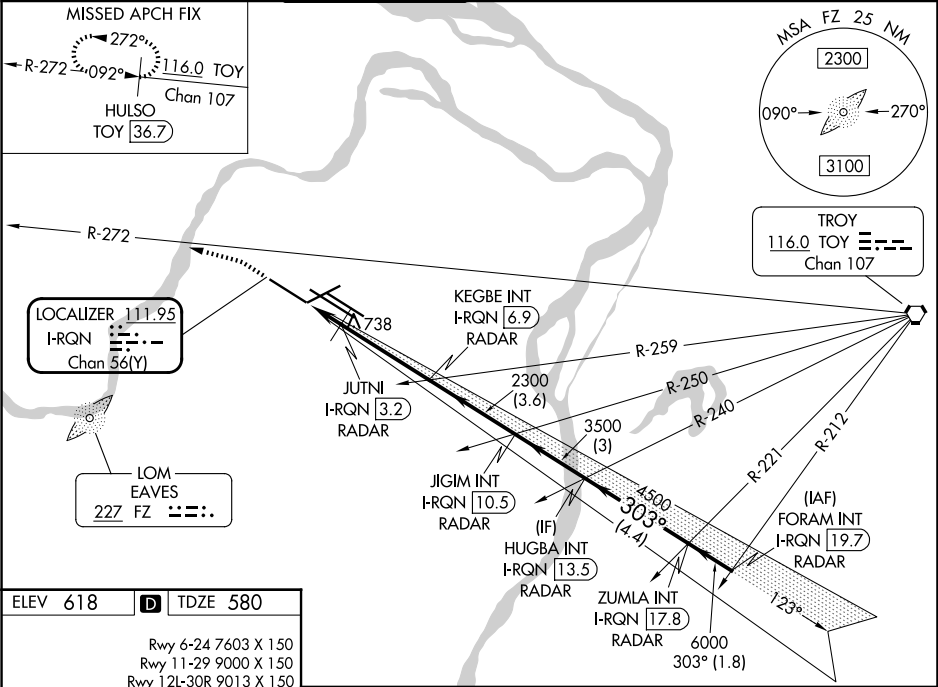 MISSED APCH FIX
272°
R-272 092° 116.0 TOY
Chan 107
HULSO
TOY 36.7
MSA FZ 25 NM
2300
090° 270°
3100
TROY
116.0 TOY
Chan 107
R-272
LOCALIZER 111.95
I-RQN
Chan 56(Y)
738
KEGBE INT
I-RQN 6.9
RADAR
R-259
R-250
R-240
R-221
R-212
JUTNI
I-RQN 3.2
RADAR
2300
(3.6)
3500
(3)
JIGIM INT
I-RQN 10.5
RADAR
4500
303°
(4.4)
(IF)
HUGBA INT
I-RQN 13.5
RADAR
(IAF)
FORAM INT
I-RQN 19.7
RADAR
ZUMLA INT
I-RQN 17.8
RADAR
6000
303° (1.8)
123°
LOM
EAVES
227 FZ
ELEV 618 D TDZE 580
Rwy 6-24 7603 X 150
Rwy 11-29 9000 X 150
Rwy 12L-30R 9013 X 150